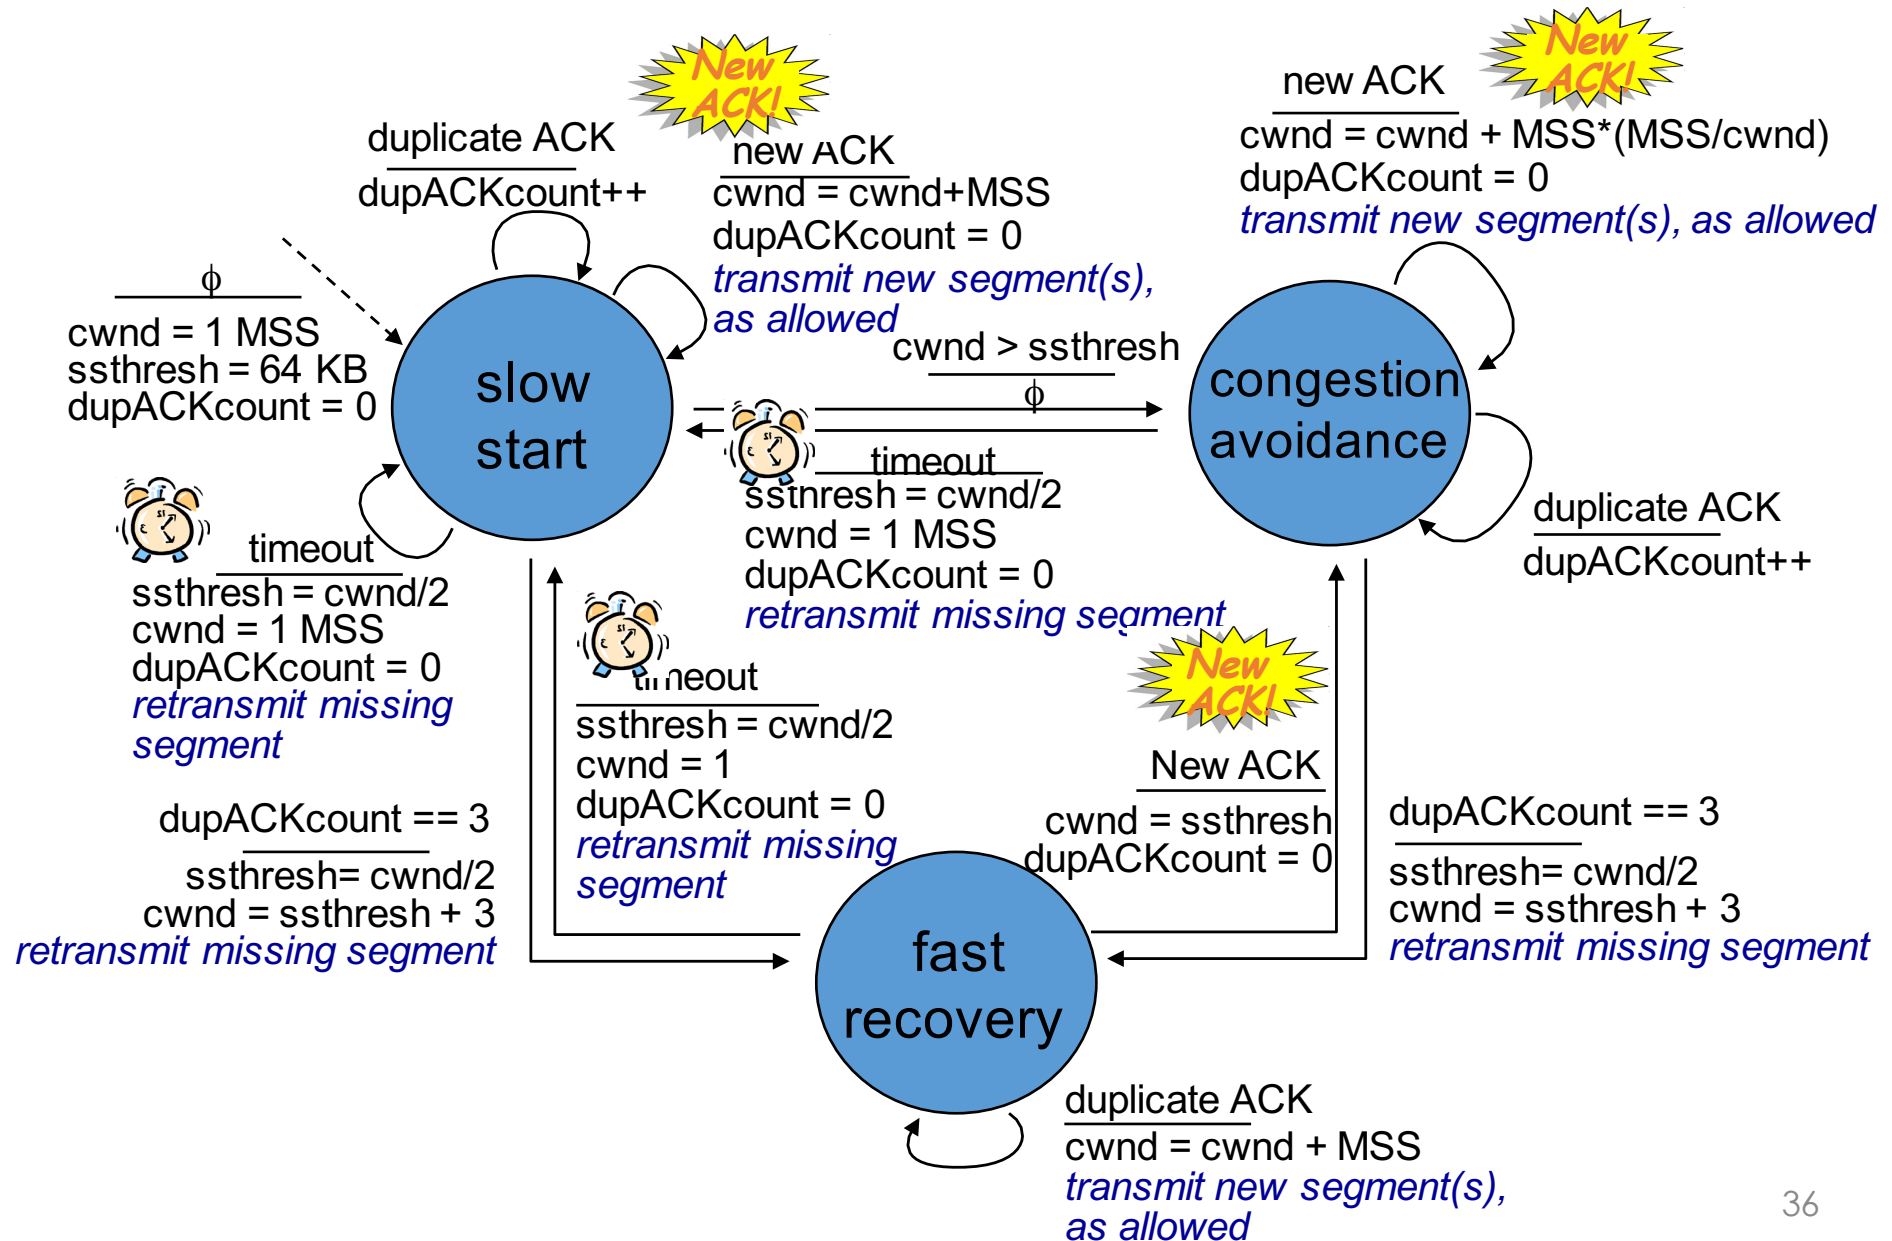 New
ACK!
duplicate ACK
dupACKcount++
new ACK
cwnd = cwnd+MSS
dupACKcount = 0
transmit new segment(s),
as allowed
New
ACK!
new ACK
cwnd = cwnd + MSS*(MSS/cwnd)
dupACKcount = 0
transmit new segment(s), as allowed
ϕ
cwnd = 1 MSS
ssthresh = 64 KB
dupACKcount = 0
slow
start
cwnd > ssthresh
ϕ
congestion
avoidance
timeout
ssthresh = cwnd/2
cwnd = 1 MSS
dupACKcount = 0
retransmit missing segment
duplicate ACK
dupACKcount++
timeout
ssthresh = cwnd/2
cwnd = 1 MSS
dupACKcount = 0
retransmit missing
segment
timeout
ssthresh = cwnd/2
cwnd = 1
dupACKcount = 0
retransmit missing
segment
New
ACK!
New ACK
cwnd = ssthresh
dupACKcount = 0
dupACKcount == 3
ssthresh= cwnd/2
cwnd = ssthresh + 3
retransmit missing segment
dupACKcount == 3
ssthresh= cwnd/2
cwnd = ssthresh + 3
retransmit missing segment
fast
recovery
duplicate ACK
cwnd = cwnd + MSS
transmit new segment(s),
as allowed
36